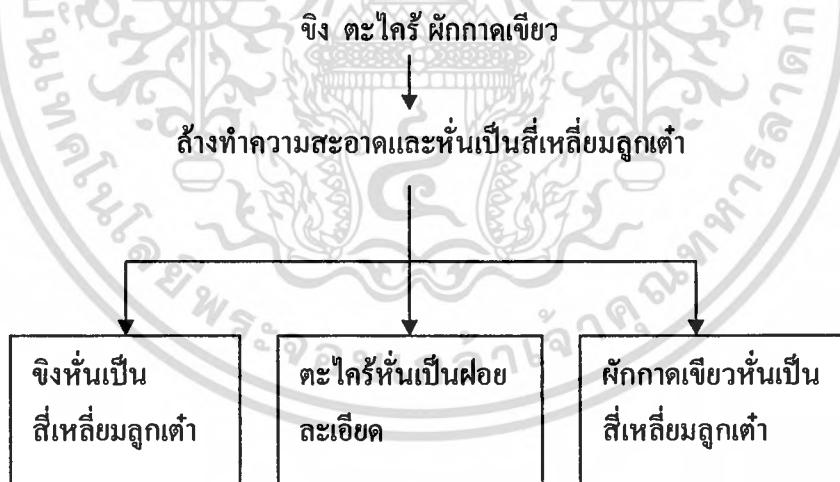 ขิง ตะไคร้ ผักกาดเขียว
ล้างทำความสะอาดและหั่นเป็นสี่เหลี่ยมลูกเต๋า
ขิงหั่นเป็น
สี่เหลี่ยมลูกเต๋า
ตะไคร้หั่นเป็นฝอย
ละเอียด
ผักกาดเขียวหั่นเป็น
สี่เหลี่ยมลูกเต๋า